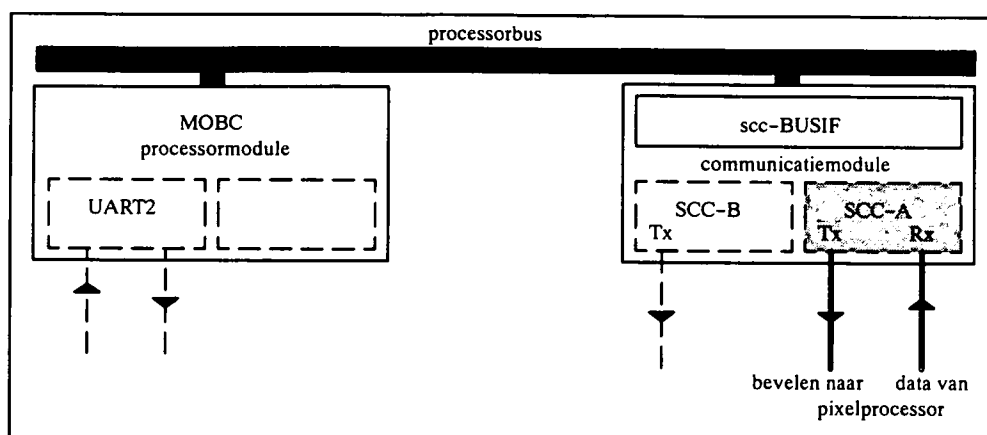 processorbus
MOBC
processormodule
UART2
scc-BUSIF
communicatiemodule
SCC-B
Tx
SCC-A
Tx Rx
bevelen naar data van
pixelprocessor